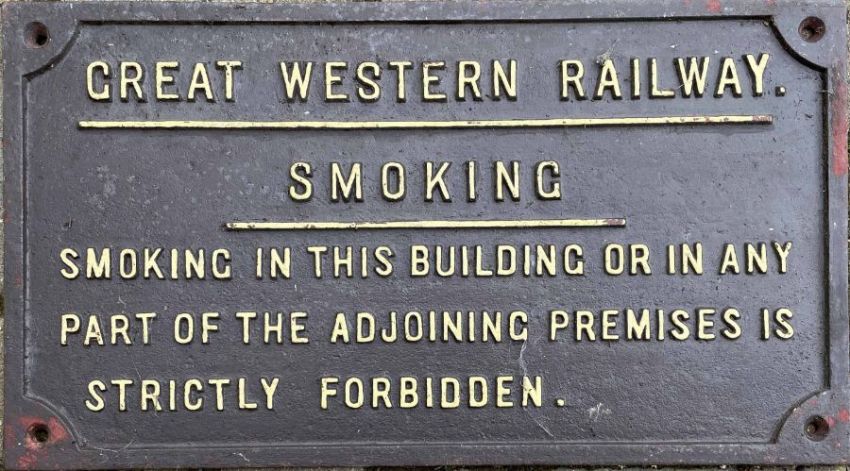 GREAT WESTERN RAILWAY.
SMOKING
SMOKING IN THIS BUILDING OR IN ANY
PART OF THE ADJOINING PREMISES IS
STRICTLY FORBIDDEN.